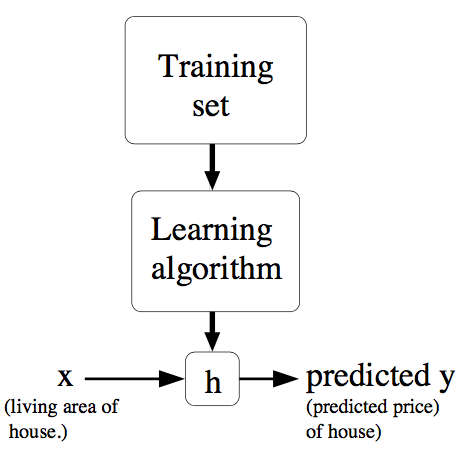 Training
set
Learning
algorithm
x
h
predicted y
(living area of
house.)
(predicted price)
of house)